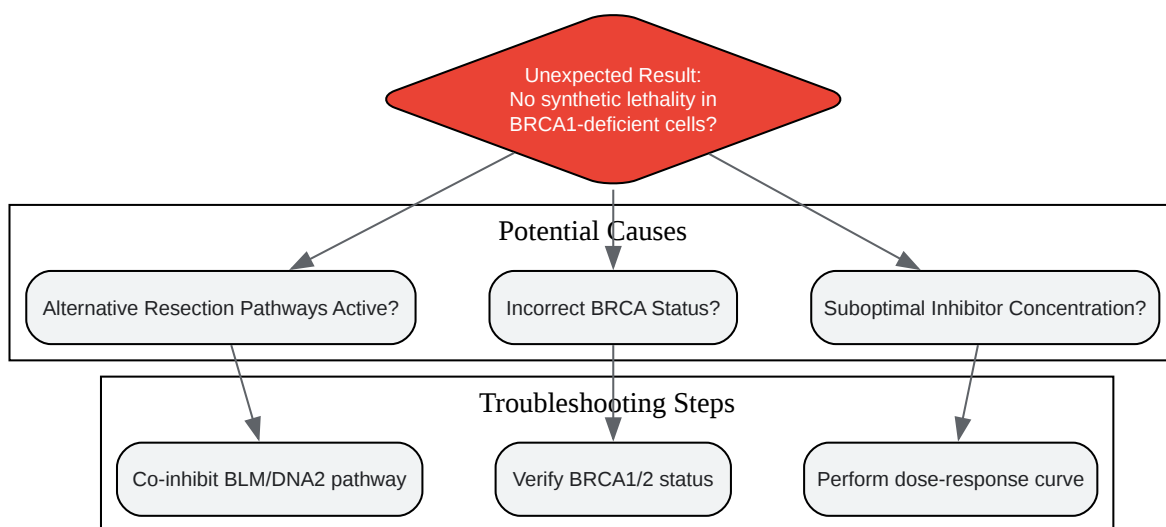 Unexpected Result:
No synthetic lethality in
BRCA1-deficient cells?
Potential Causes
Alternative Resection Pathways Active?
Incorrect BRCA Status?
Suboptimal Inhibitor Concentration?
Troubleshooting Steps
Co-inhibit BLM/DNA2 pathway
Verify BRCA1/2 status
Perform dose-response curve